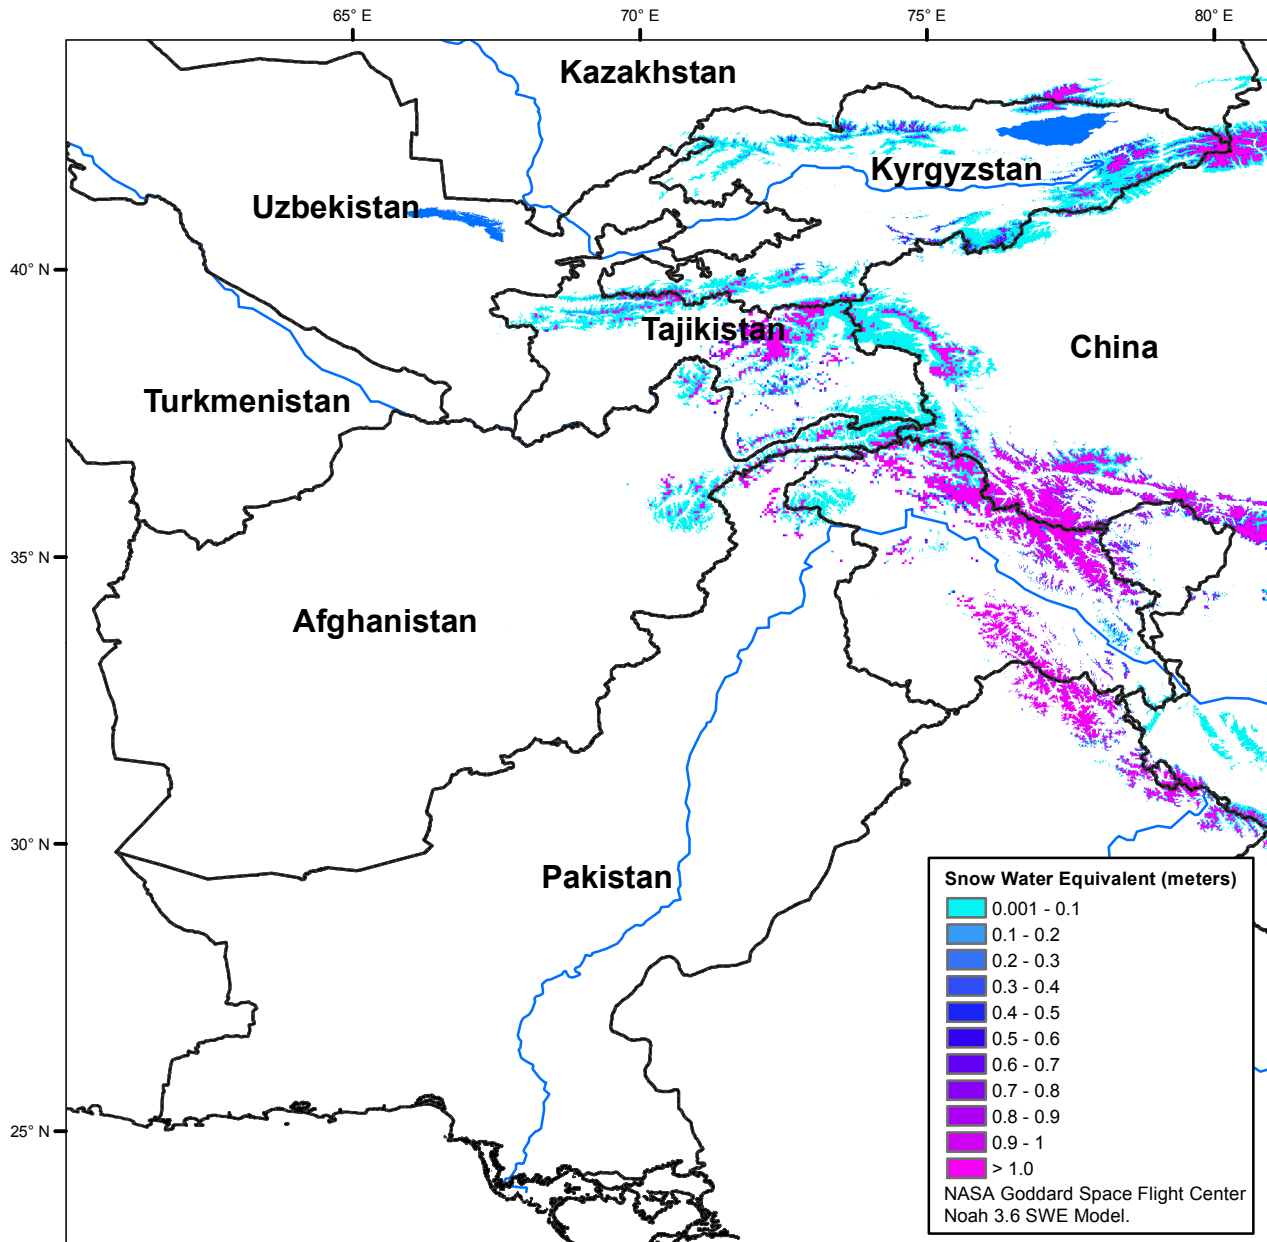 65° E
70° E
75° E
80° E
Kazakhstan
Kyrgyzstan
Uzbekistan
40° N
Tajikistan
China
Turkmenistan
35° N
Afghanistan
30° N
Pakistan
25° N
Snow Water Equivalent (meters)
0.001 - 0.1
0.1 - 0.2
0.2 - 0.3
0.3 - 0.4
0.4 - 0.5
0.5 - 0.6
0.6 - 0.7
0.7 - 0.8
0.8 - 0.9
0.9 - 1
> 1.0
NASA Goddard Space Flight Center
Noah 3.6 SWE Model.